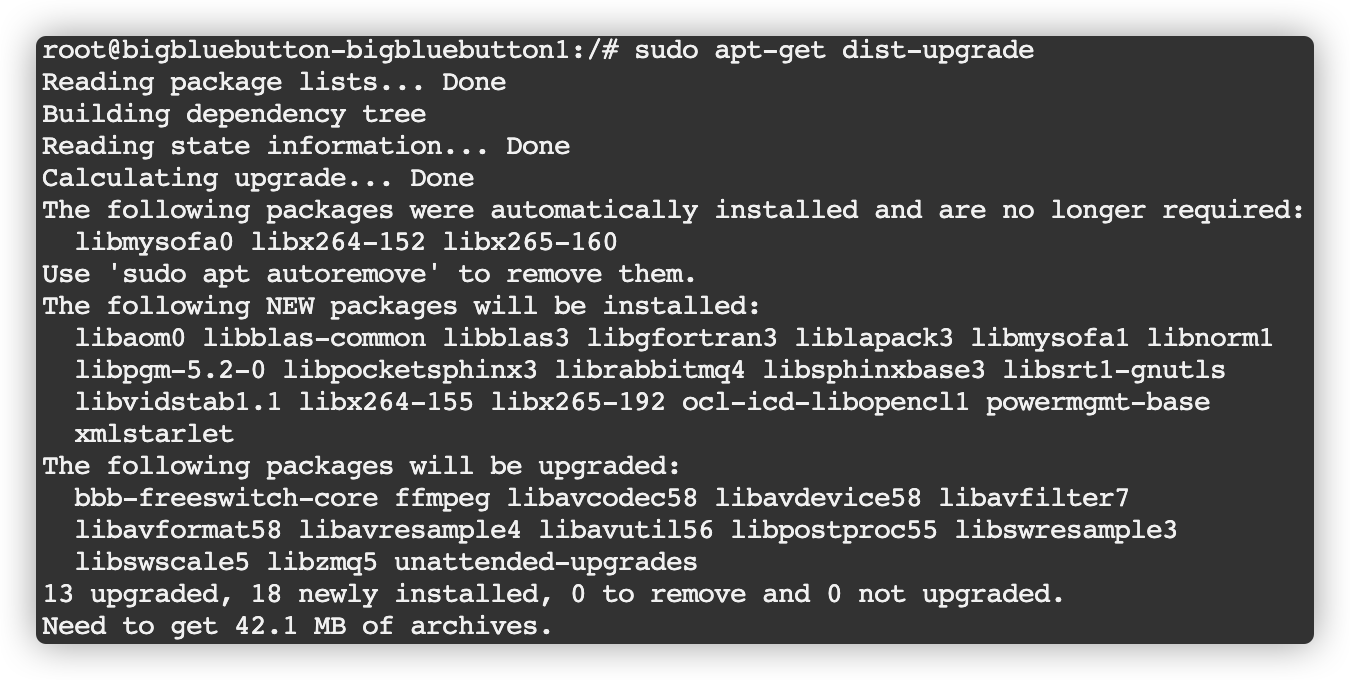 root@bigbluebutton-bigbluebutton1:/# sudo apt-get dist-upgrade
Reading package lists... Done
Building dependency tree
Reading state information... Done
Calculating upgrade... Done
The following packages were automatically installed and are no longer required:
  libmysofa0 libx264-152 libx265-160
Use 'sudo apt autoremove' to remove them.
The following NEW packages will be installed:
  libaom0 libblas-common libblas3 libgfortran3 liblapack3 libmysofa1 libnorm1
  libpgm-5.2-0 libpocketsphinx3 librabbitmq4 libsphinxbase3 libsrt1-gnutls
  libvidstab1.1 libx264-155 libx265-192 ocl-icd-libopencl1 powermgmt-base
  xmlstarlet
The following packages will be upgraded:
  bbb-freeswitch-core ffmpeg libavcodec58 libavdevice58 libavfilter7
  libavformat58 libavresample4 libavutil56 libpostproc55 libswresample3
  libswscale5 libzmq5 unattended-upgrades
13 upgraded, 18 newly installed, 0 to remove and 0 not upgraded.
Need to get 42.1 MB of archives.